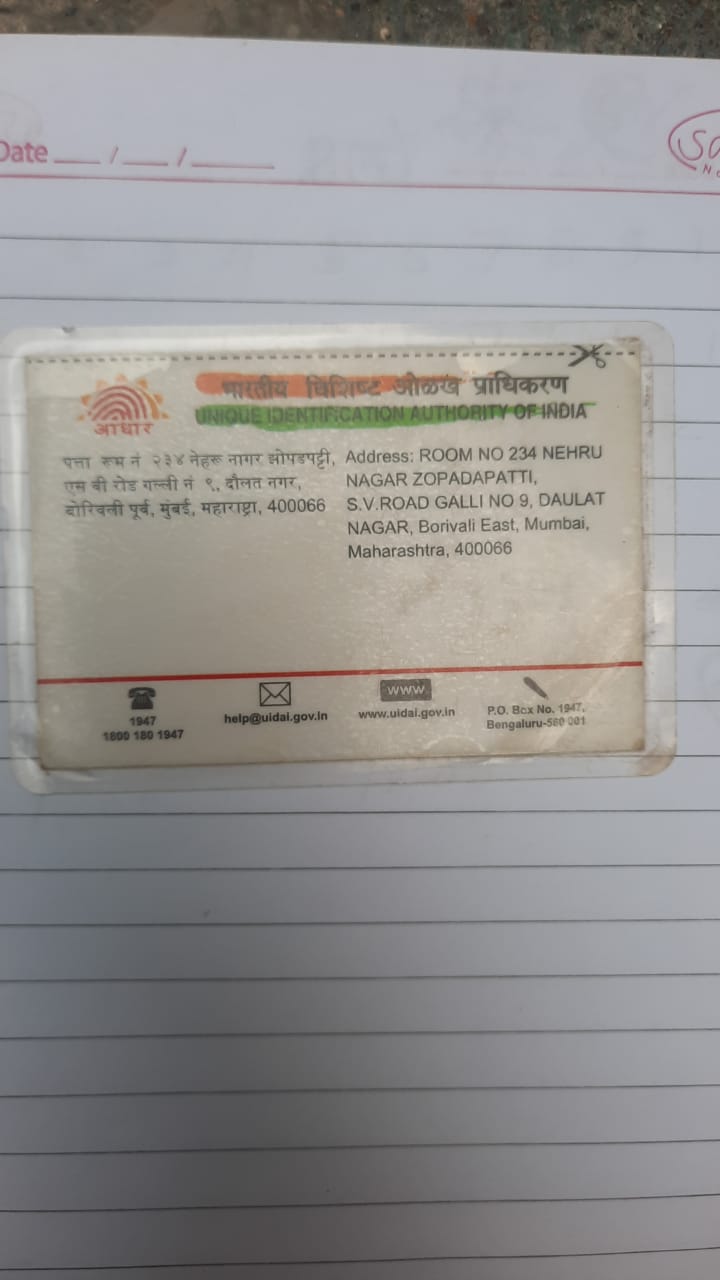 Date __ / __ / ____
भारतीय विशिष्ट ओळख प्राधिकरण
UNIQUE IDENTIFICATION AUTHORITY OF INDIA
आधार
पत्ता रूम नं २३४ नेहरू नागर झोपडपट्टी,
एस वी रोड गल्ली नं ९, दौलत नगर,
बोरिवली पूर्व, मुंबई, महाराष्ट्रा, 400066
Address: ROOM NO 234 NEHRU
NAGAR ZOPADAPATTI,
S.V.ROAD GALLI NO 9, DAULAT
NAGAR, Borivali East, Mumbai,
Maharashtra, 400066
1947
1800 180 1947
help@uidai.gov.in
www
www.uidai.gov.in
P.O. Box No. 1947,
Bengaluru-560 001